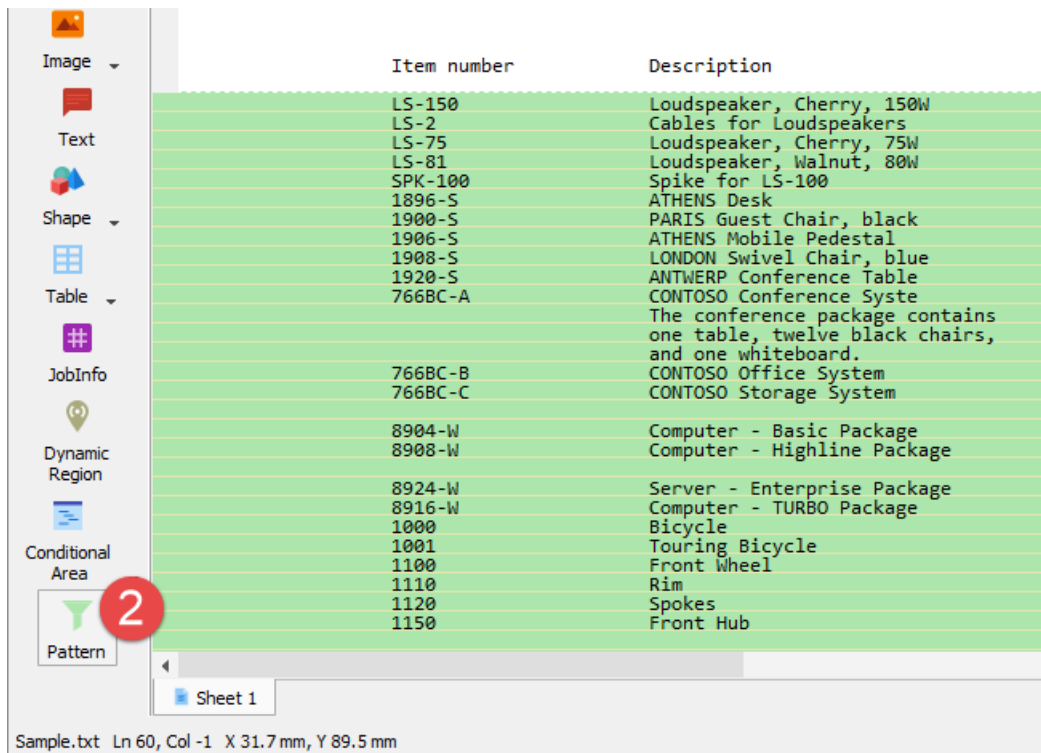 Image
Text
Shape
Table
JobInfo
Dynamic
Region
Conditional
Area
2
Pattern
Item number Description
LS-150 Loudspeaker, Cherry, 150W
LS-2 Cables for Loudspeakers
LS-75 Loudspeaker, Cherry, 75W
LS-81 Loudspeaker, Walnut, 80W
SPK-100 Spike for LS-100
1896-S ATHENS Desk
1900-S PARIS Guest Chair, black
1906-S ATHENS Mobile Pedestal
1908-S LONDON Swivel Chair, blue
1920-S ANTWERP Conference Table
766BC-A CONTOSO Conference Syste
The conference package contains
one table, twelve black chairs,
and one whiteboard.
766BC-B CONTOSO Office System
766BC-C CONTOSO Storage System
8904-W Computer - Basic Package
8908-W Computer - Highline Package
8924-W Server - Enterprise Package
8916-W Computer - TURBO Package
1000 Bicycle
1001 Touring Bicycle
1100 Front Wheel
1110 Rim
1120 Spokes
1150 Front Hub
Sheet 1
Sample.txt Ln 60, Col -1 X 31.7 mm, Y 89.5 mm